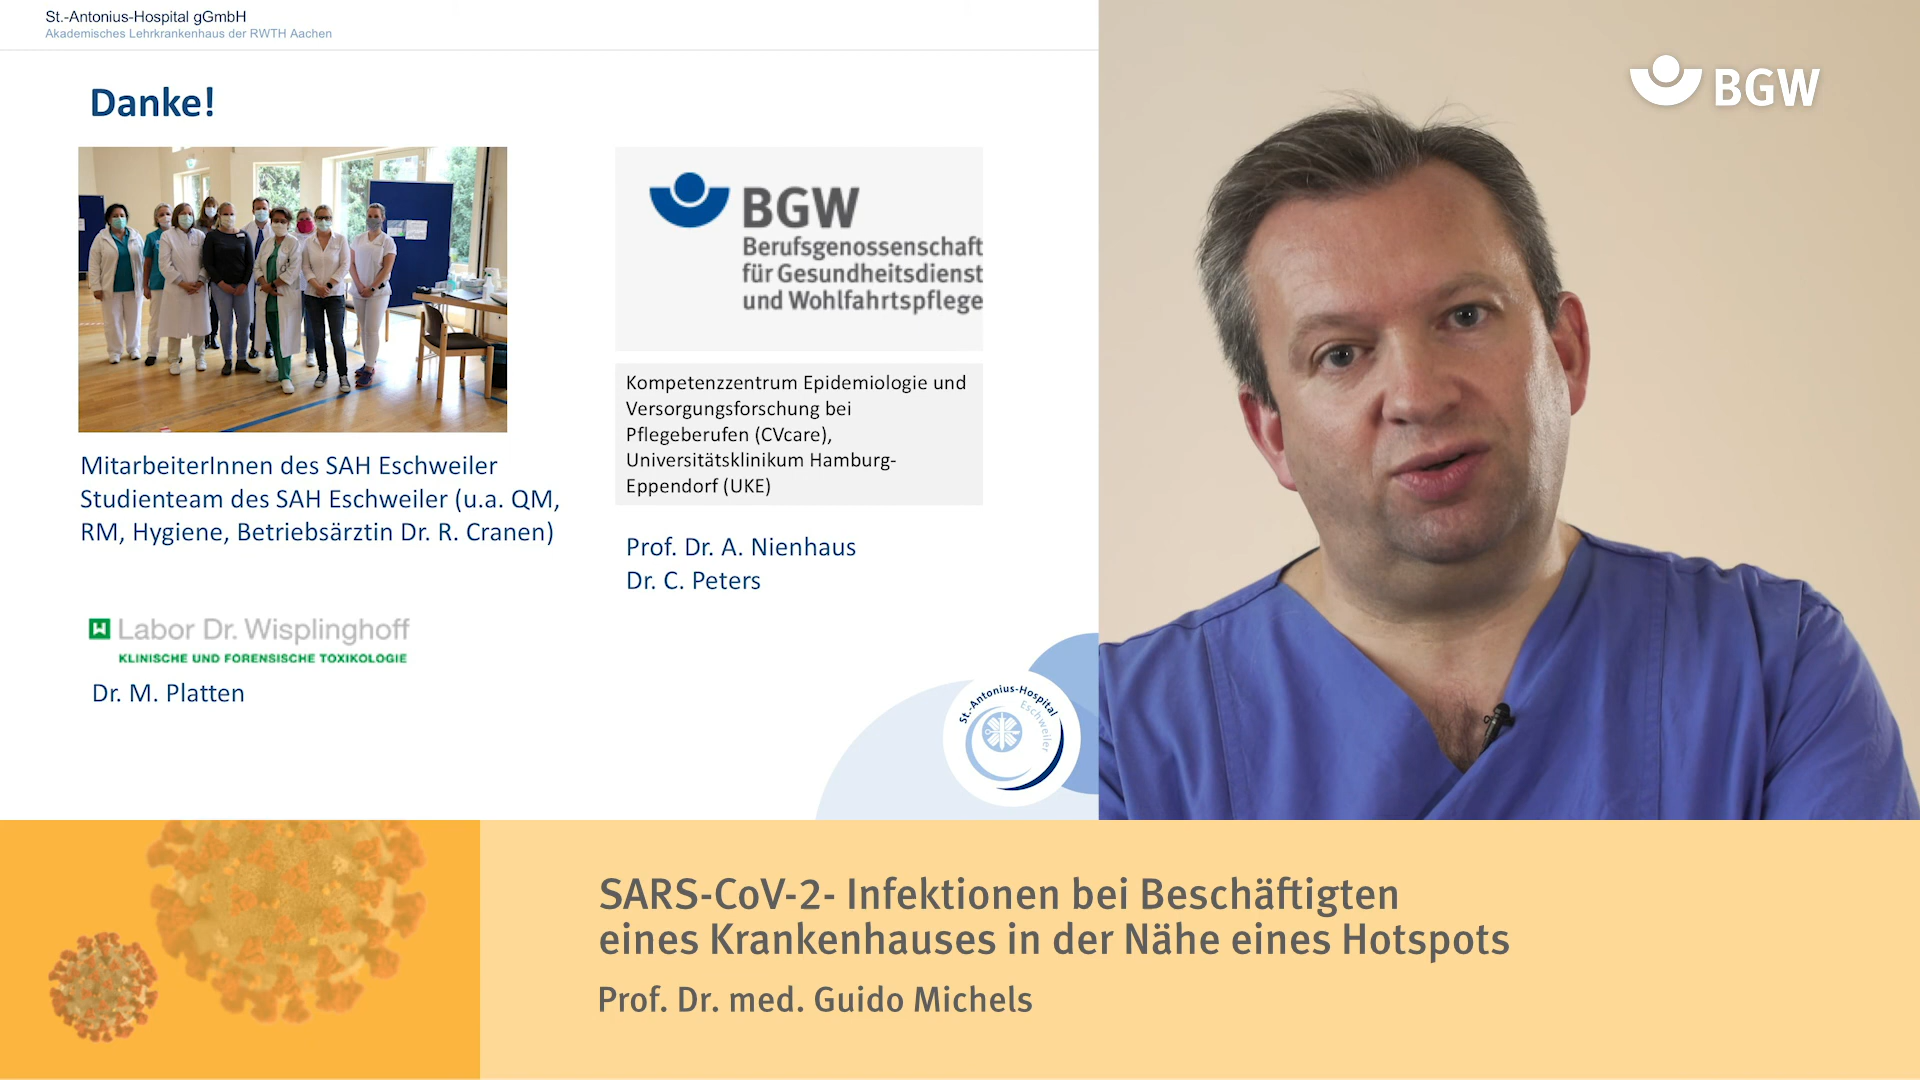 St.-Antonius-Hospital gGmbH
Akademisches Lehrkrankenhaus der RWTH Aachen
Danke!
MitarbeiterInnen des SAH Eschweiler
Studienteam des SAH Eschweiler (u.a. QM,
RM, Hygiene, Betriebsärztin Dr. R. Cranen)
Labor Dr. Wisplinghoff
KLINISCHE UND FORENSISCHE TOXIKOLOGIE
Dr. M. Platten
BGW
Berufsgenossenschaft
für Gesundheitsdienst
und Wohlfahrtspflege
Kompetenzzentrum Epidemiologie und
Versorgungsforschung bei
Pflegeberufen (CVcare),
Universitätsklinikum Hamburg-
Eppendorf (UKE)
Prof. Dr. A. Nienhaus
Dr. C. Peters
St.-Antonius-Hospital
Eschweiler
BGW
SARS-CoV-2- Infektionen bei Beschäftigten
eines Krankenhauses in der Nähe eines Hotspots
Prof. Dr. med. Guido Michels